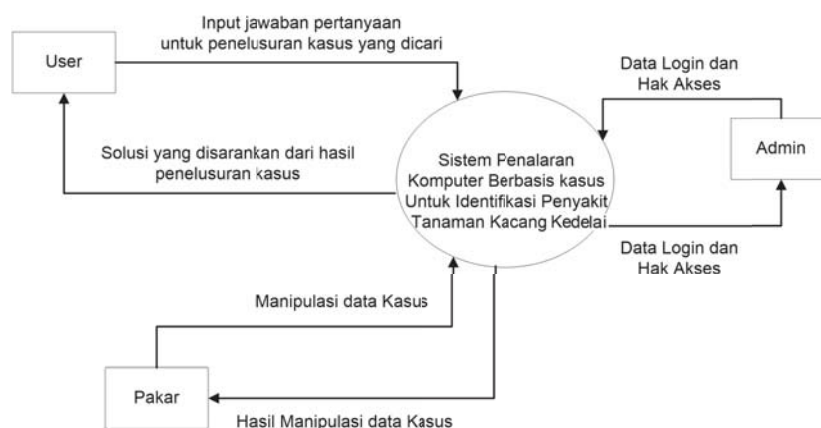 Input jawaban pertanyaan
untuk penelusuran kasus yang dicari
User
Data Login dan
Hak Akses
Solusi yang disarankan dari hasil
penelusuran kasus
Sistem Penalaran
Komputer Berbasis kasus
Untuk Identifikasi Penyakit
Tanaman Kacang Kedelai
Admin
Data Login dan
Hak Akses
Manipulasi data Kasus
Pakar
Hasil Manipulasi data Kasus